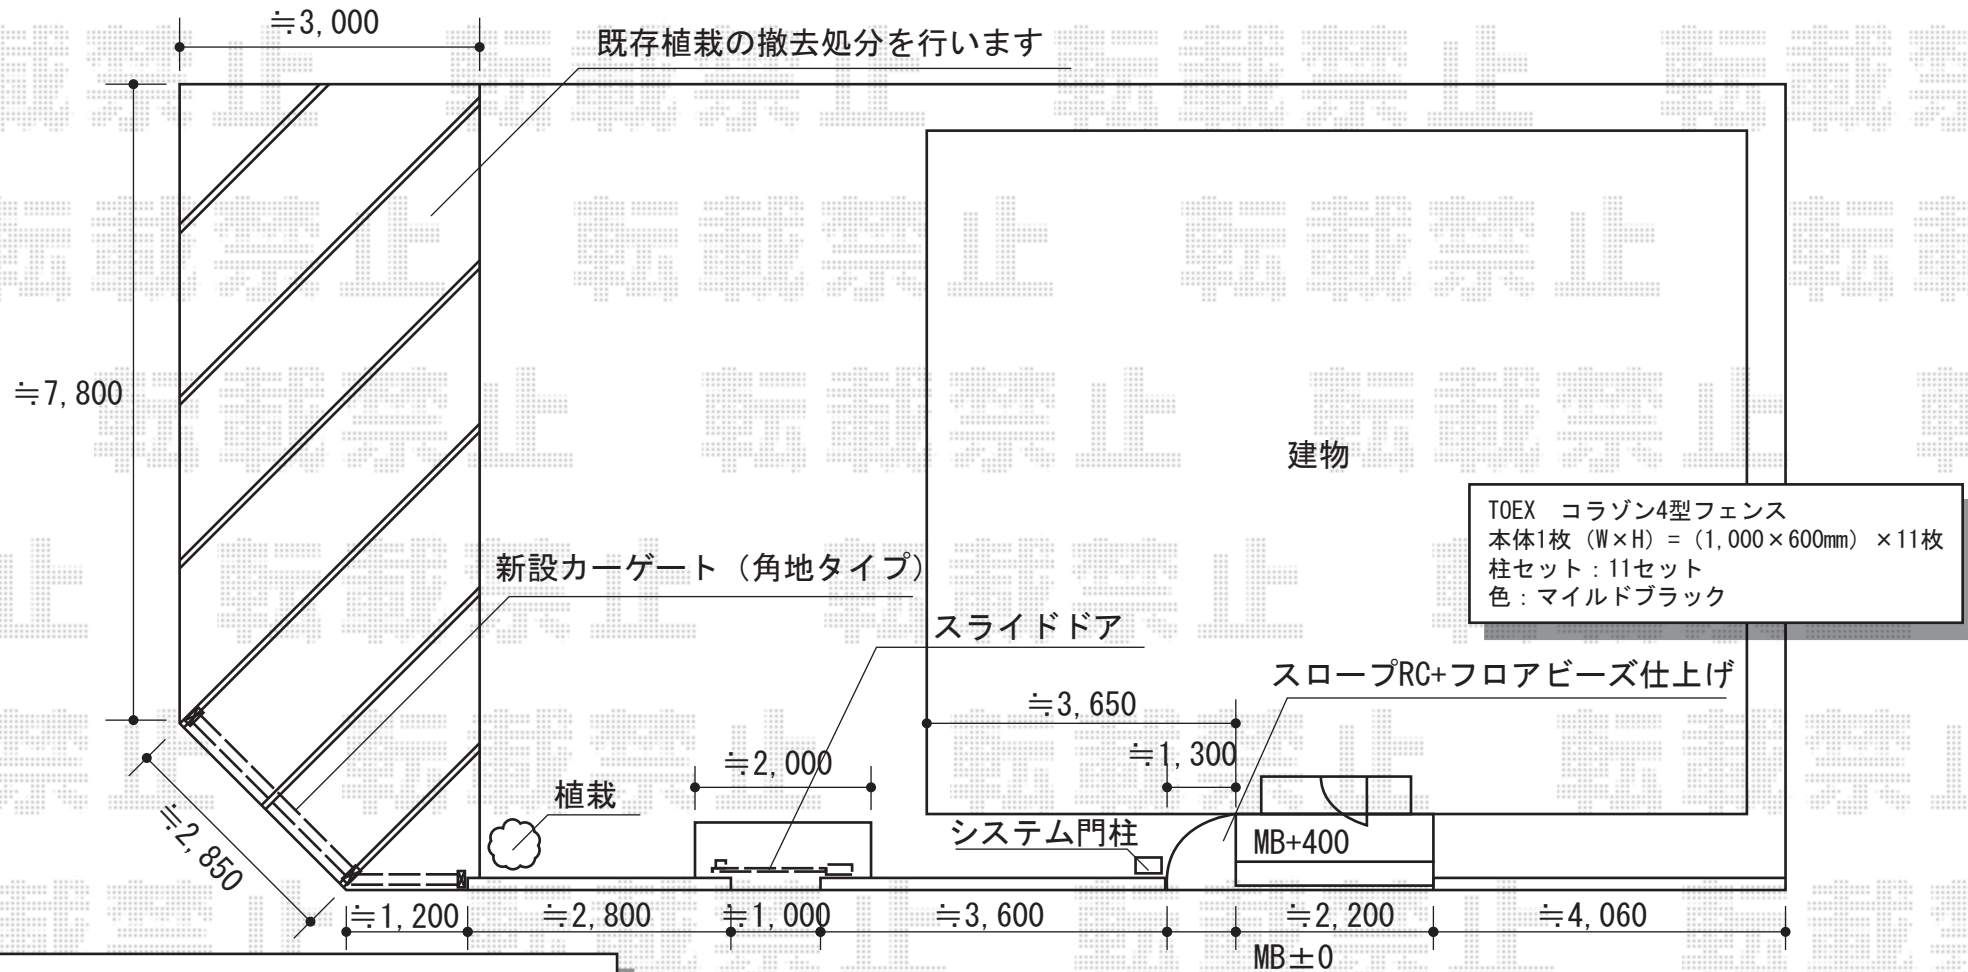 ≒3,000
既存植栽の撤去処分を行います
≒7,800
建物
TOEX コラゾン4型フェンス
本体1枚（W×H）=（1,000×600mm）×11枚
柱セット：11セット
色：マイルドブラック
新設カーゲート（角地タイプ）
スライドドア
スロープRC+フロアビーズ仕上げ
≒3,650
≒1,300
≒2,000
植栽
システム門柱
MB+400
≒2,850
≒1,200
≒2,800
≒1,000
≒3,600
≒2,200
≒4,060
MB±0
転載禁止